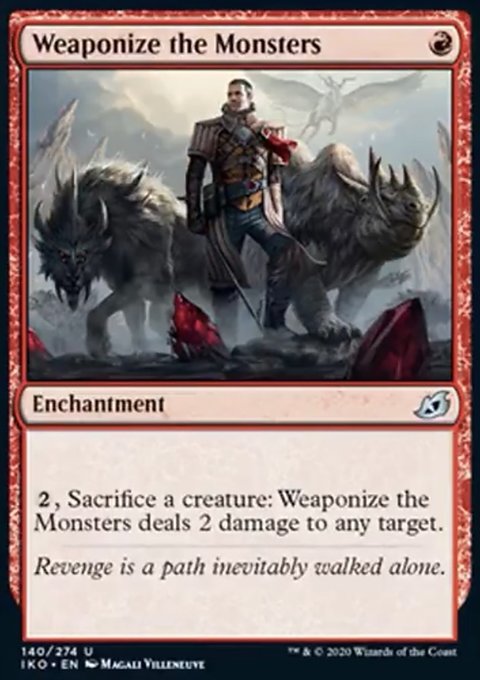 Weaponize the Monsters
Enchantment
2, Sacrifice a creature: Weaponize the
Monsters deals 2 damage to any target.
Revenge is a path inevitably walked alone.
140/274 U
IKO • EN Magali Villeneuve
™ & © 2020 Wizards of the Coast